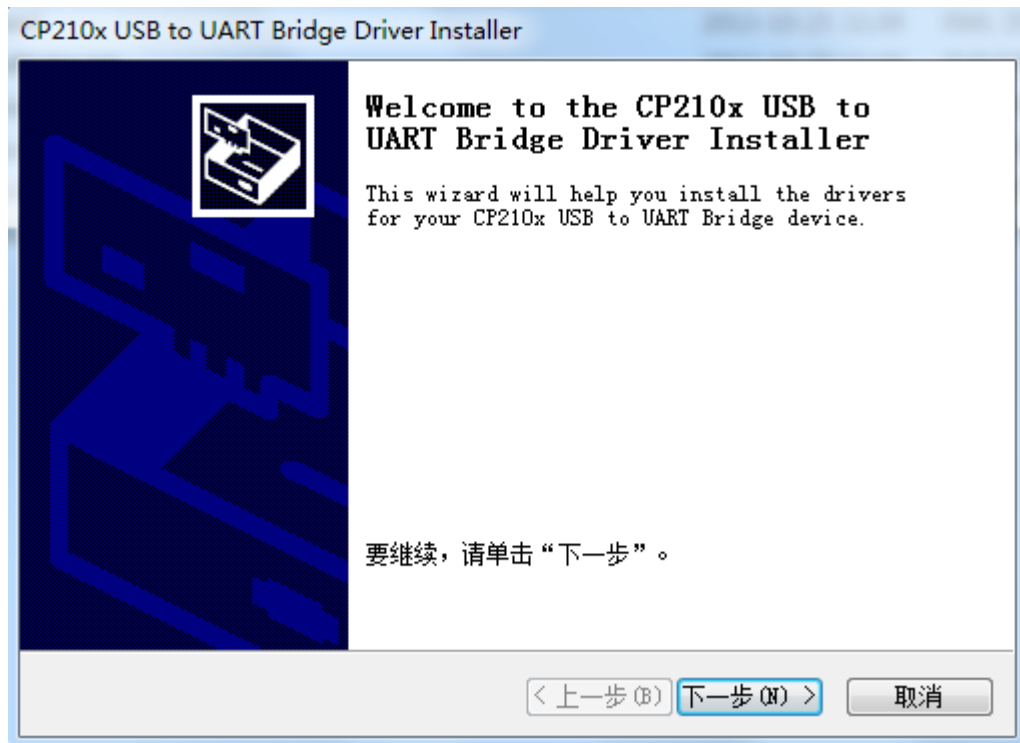 CP210x USB to UART Bridge Driver Installer
Welcome to the CP210x USB to
UART Bridge Driver Installer
This wizard will help you install the drivers
for your CP210x USB to UART Bridge device.
要继续，请单击“下一步”。
< 上一步(B) 下一步(N) > 取消